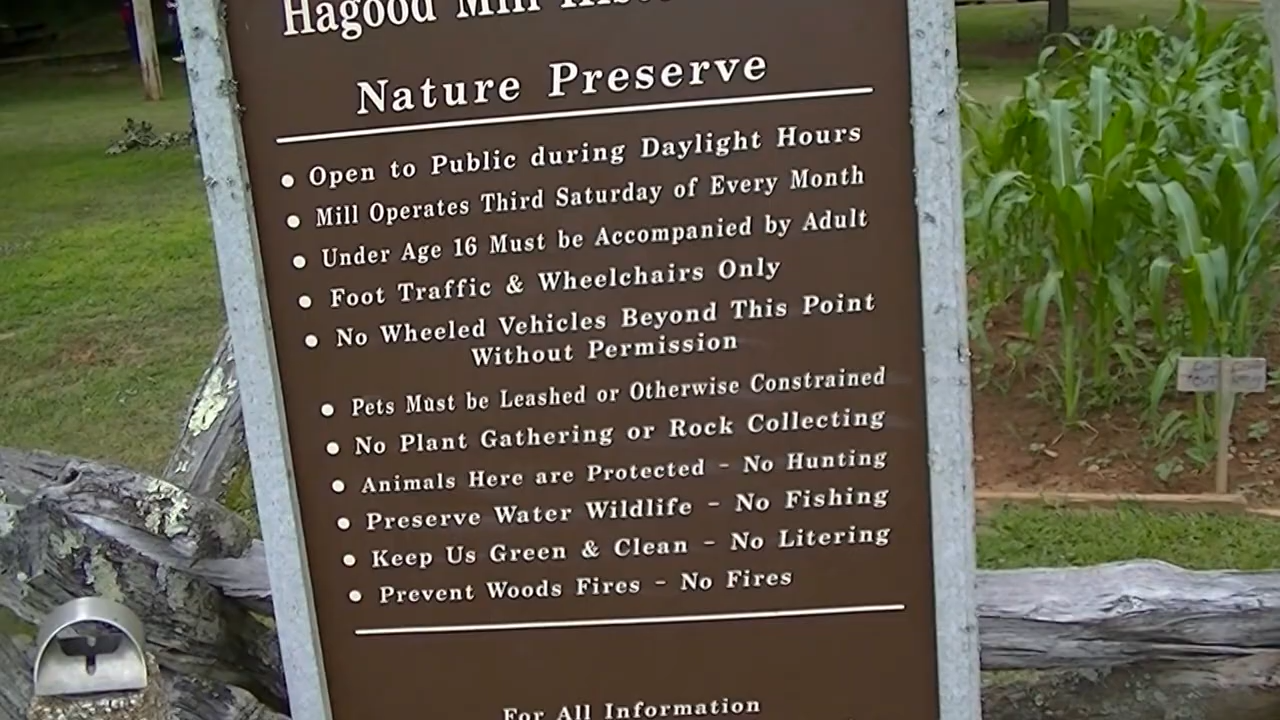 Hagood Mill
Nature Preserve
• Open to Public during Daylight Hours
• Mill Operates Third Saturday of Every Month
• Under Age 16 Must be Accompanied by Adult
• Foot Traffic & Wheelchairs Only
• No Wheeled Vehicles Beyond This Point
Without Permission
• Pets Must be Leashed or Otherwise Constrained
• No Plant Gathering or Rock Collecting
• Animals Here are Protected - No Hunting
• Preserve Water Wildlife - No Fishing
• Keep Us Green & Clean - No Litering
• Prevent Woods Fires - No Fires
For All Information